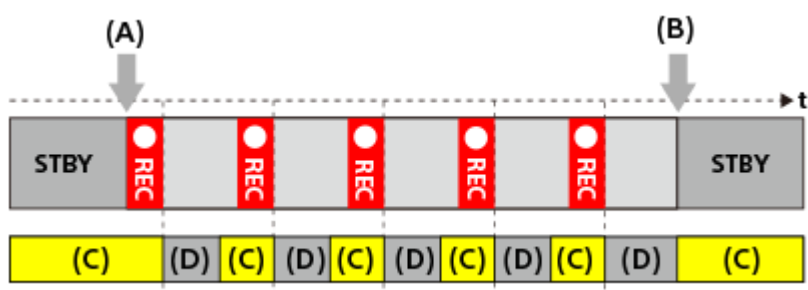 (A) (B)
t
STBY REC REC REC REC REC STBY
(C) (D) (C) (D) (C) (D) (C) (D) (C) (D) (C)